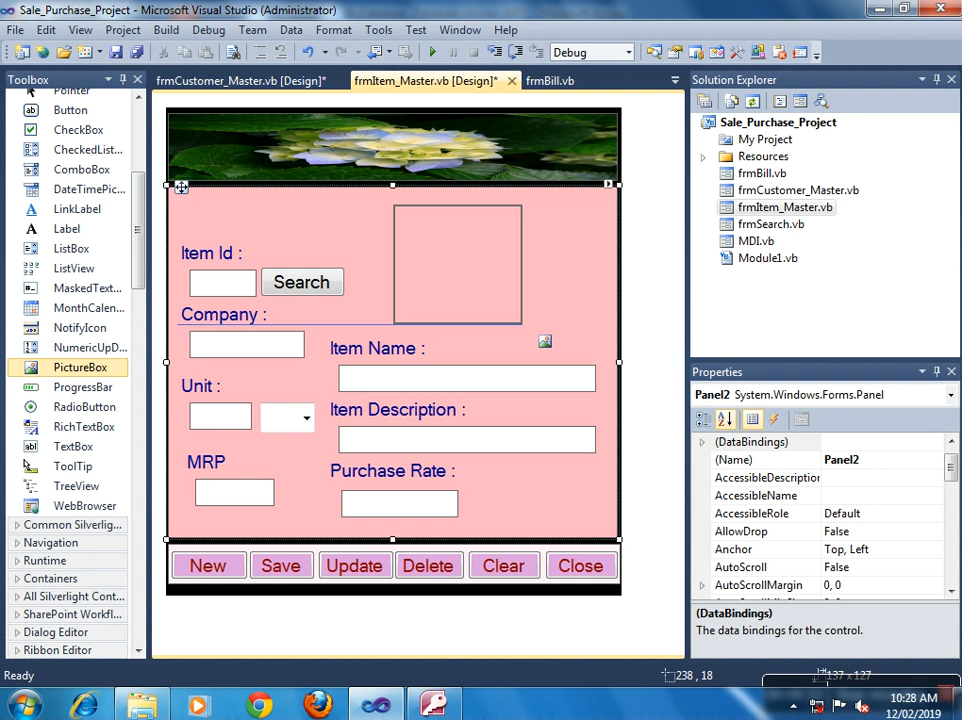 Sale_Purchase_Project - Microsoft Visual Studio (Administrator)
File Edit View Project Build Debug Team Data Format Tools Test Window Help
Debug
Toolbox
frmCustomer_Master.vb [Design]* frmItem_Master.vb [Design]* frmBill.vb
Pointer
Button
CheckBox
CheckedList...
ComboBox
DateTimePic...
LinkLabel
Label
ListBox
ListView
MaskedText...
MonthCalen...
NotifyIcon
NumericUpD...
PictureBox
ProgressBar
RadioButton
RichTextBox
TextBox
ToolTip
TreeView
WebBrowser
Common Silverlig...
Navigation
Runtime
Containers
All Silverlight Cont...
SharePoint Workfl...
Dialog Editor
Ribbon Editor
Item Id :
Search
Company :
Item Name :
Unit :
Item Description :
MRP
Purchase Rate :
New Save Update Delete Clear Close
Solution Explorer
Sale_Purchase_Project
My Project
Resources
frmBill.vb
frmCustomer_Master.vb
frmItem_Master.vb
frmSearch.vb
MDI.vb
Module1.vb
Properties
Panel2 System.Windows.Forms.Panel
(DataBindings)
(Name) Panel2
AccessibleDescription
AccessibleName
AccessibleRole Default
AllowDrop False
Anchor Top, Left
AutoScroll False
AutoScrollMargin 0, 0
(DataBindings)
The data bindings for the control.
Ready
238 , 18
137 x 127
10:28 AM
12/02/2019